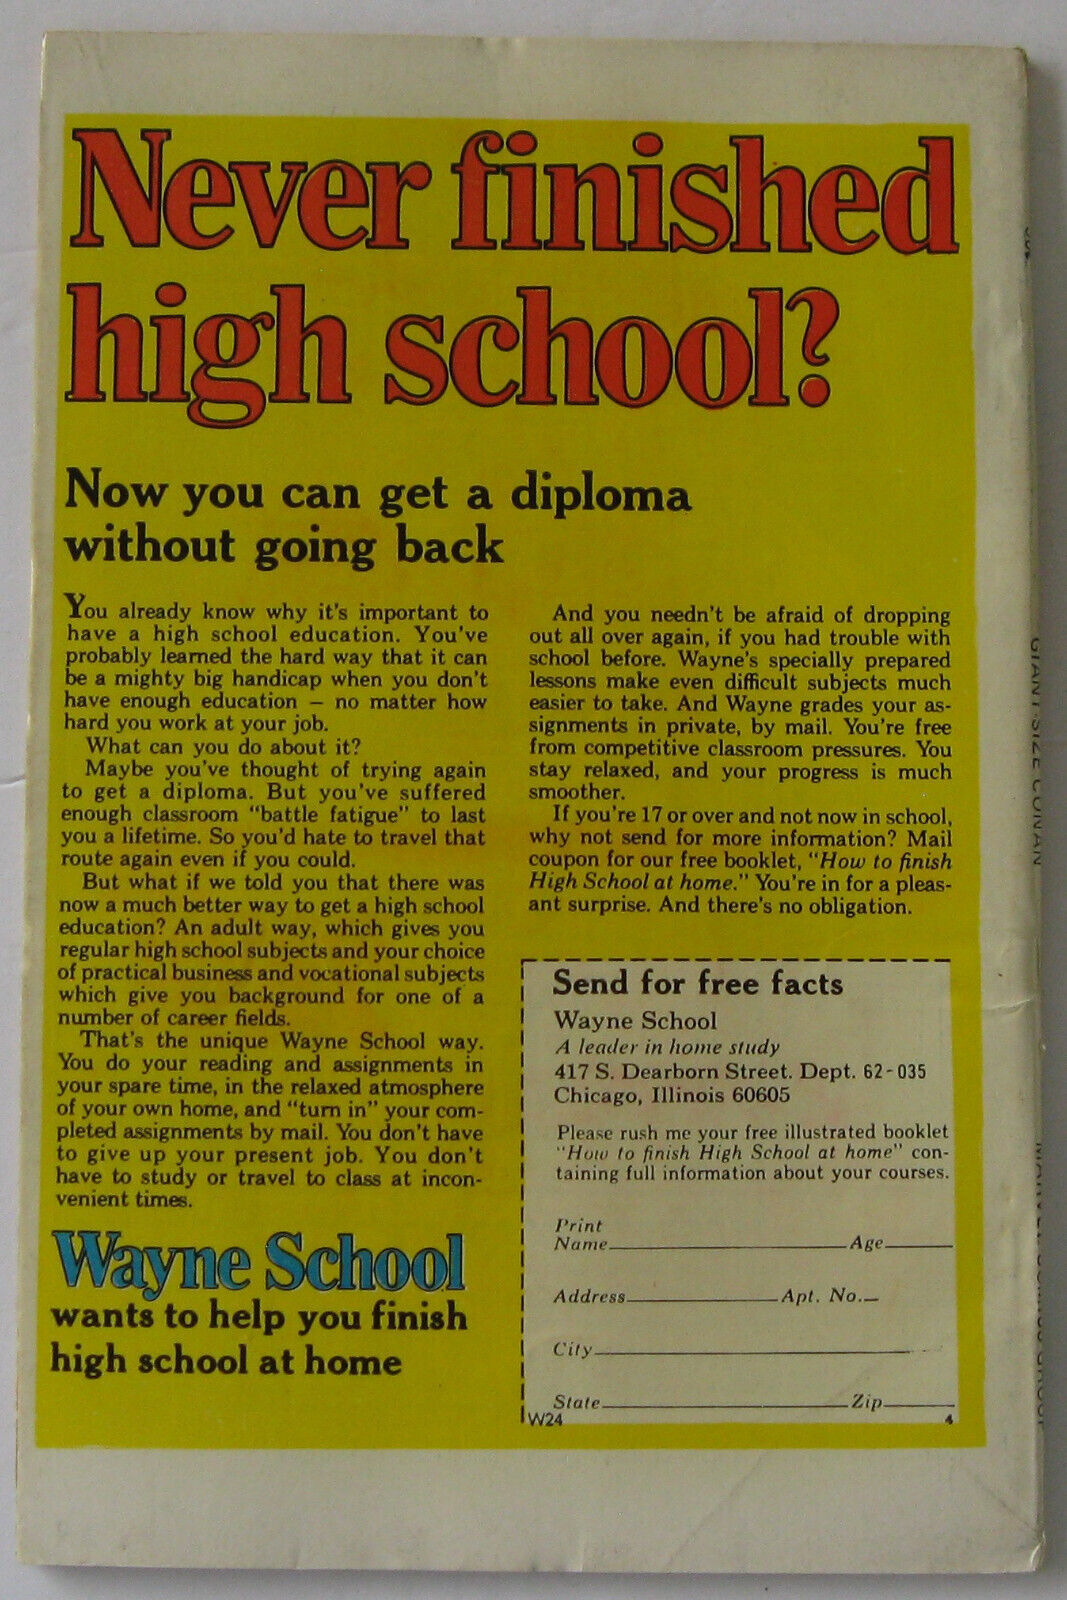 Never finished
high school?
Now you can get a diploma
without going back
You already know why it's important to
have a high school education. You've
probably learned the hard way that it can
be a mighty big handicap when you don't
have enough education – no matter how
hard you work at your job.
What can you do about it?
Maybe you've thought of trying again
to get a diploma. But you've suffered
enough classroom "battle fatigue" to last
you a lifetime. So you'd hate to travel that
route again even if you could.
But what if we told you that there was
now a much better way to get a high school
education? An adult way, which gives you
regular high school subjects and your choice
of practical business and vocational subjects
which give you background for one of a
number of career fields.
That's the unique Wayne School way.
You do your reading and assignments in
your spare time, in the relaxed atmosphere
of your own home, and "turn in" your com-
pleted assignments by mail. You don't have
to give up your present job. You don't
have to study or travel to class at incon-
venient times.
Wayne School
wants to help you finish
high school at home
And you needn't be afraid of dropping
out all over again, if you had trouble with
school before. Wayne's specially prepared
lessons make even difficult subjects much
easier to take. And Wayne grades your as-
signments in private, by mail. You're free
from competitive classroom pressures. You
stay relaxed, and your progress is much
smoother.
If you're 17 or over and not now in school,
why not send for more information? Mail
coupon for our free booklet, "How to finish
High School at home." You're in for a pleas-
ant surprise. And there's no obligation.
Send for free facts
Wayne School
A leader in home study
417 S. Dearborn Street. Dept. 62-035
Chicago, Illinois 60605
Please rush me your free illustrated booklet
"How to finish High School at home" con-
taining full information about your courses.
Print
Name Age
Address Apt. No.
City
State Zip
W24 4
GIANT-SIZE CONAN